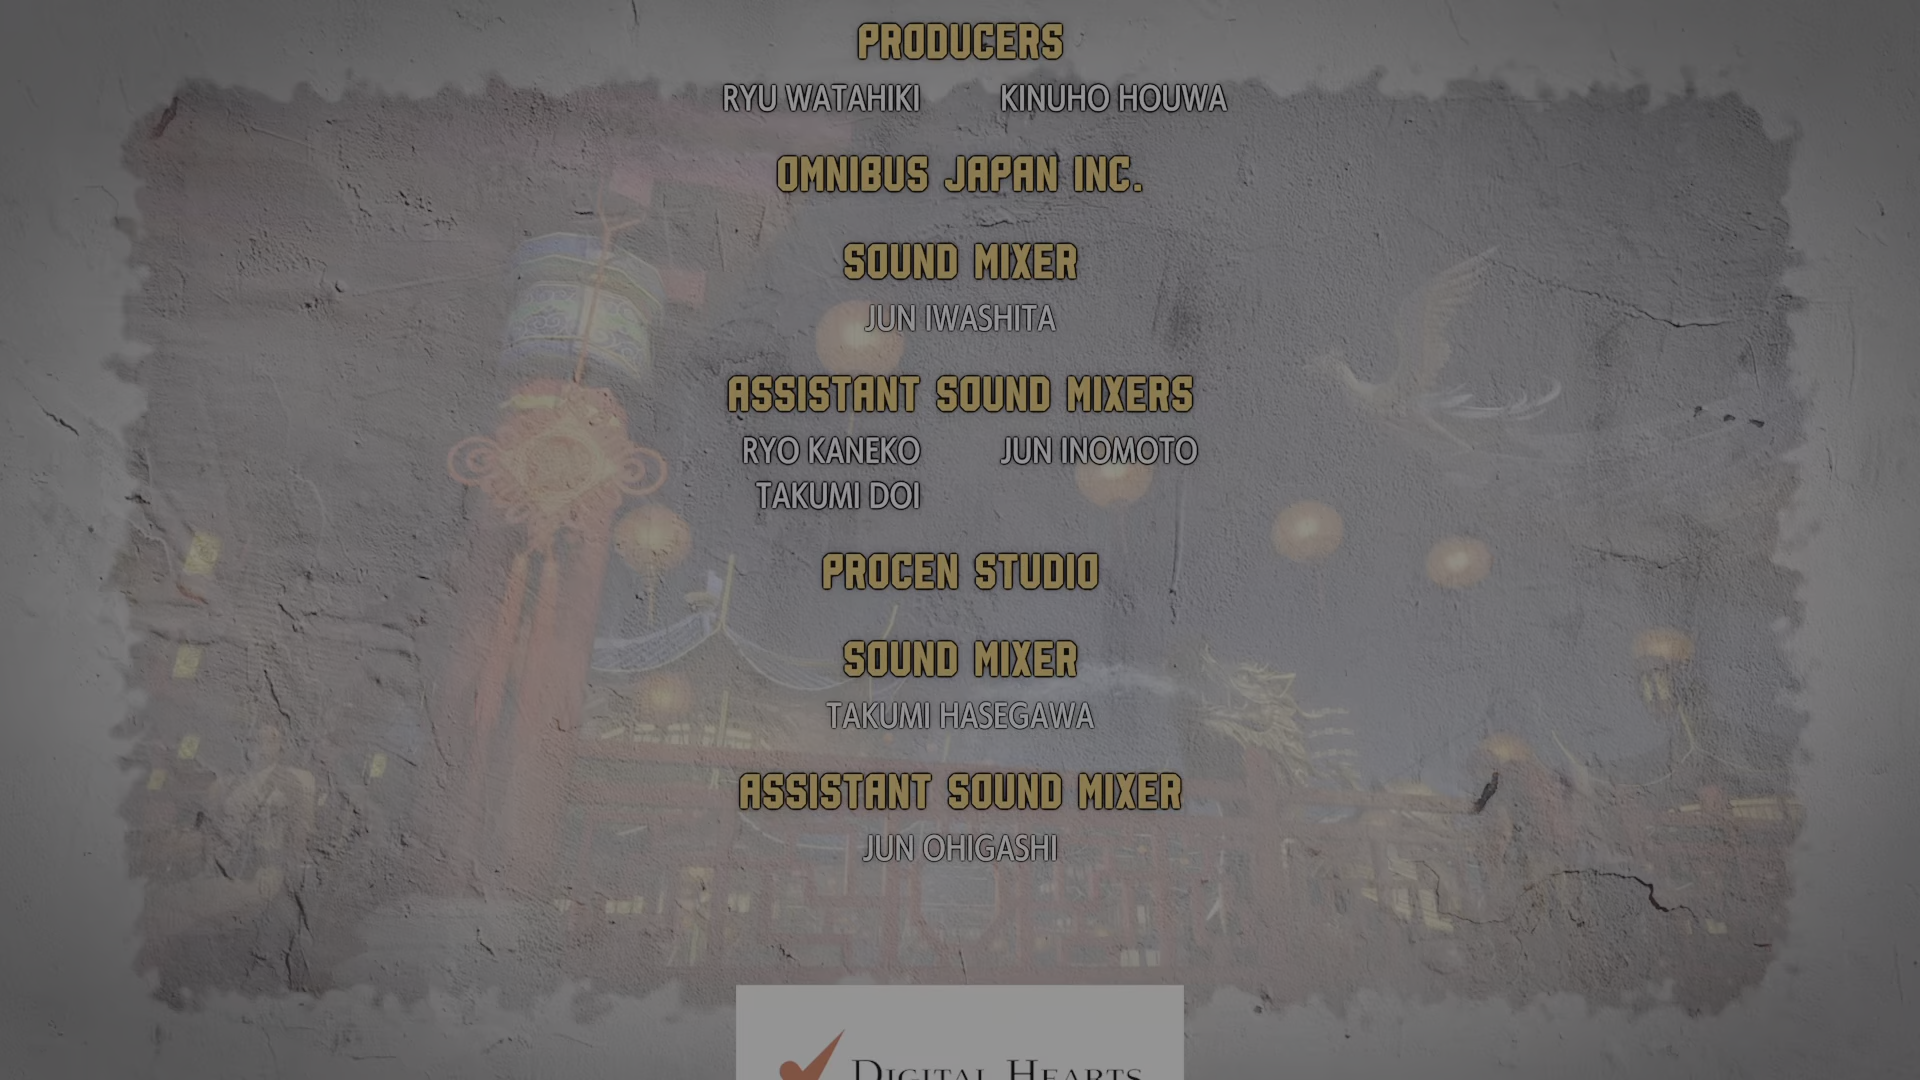 PRODUCERS
RYU WATAHIKI KINUHO HOUWA
OMNIBUS JAPAN INC.
SOUND MIXER
JUN IWASHITA
ASSISTANT SOUND MIXERS
RYO KANEKO JUN INOMOTO
TAKUMI DOI
PROCEN STUDIO
SOUND MIXER
TAKUMI HASEGAWA
ASSISTANT SOUND MIXER
JUN OHIGASHI
DIGITAL HEARTS